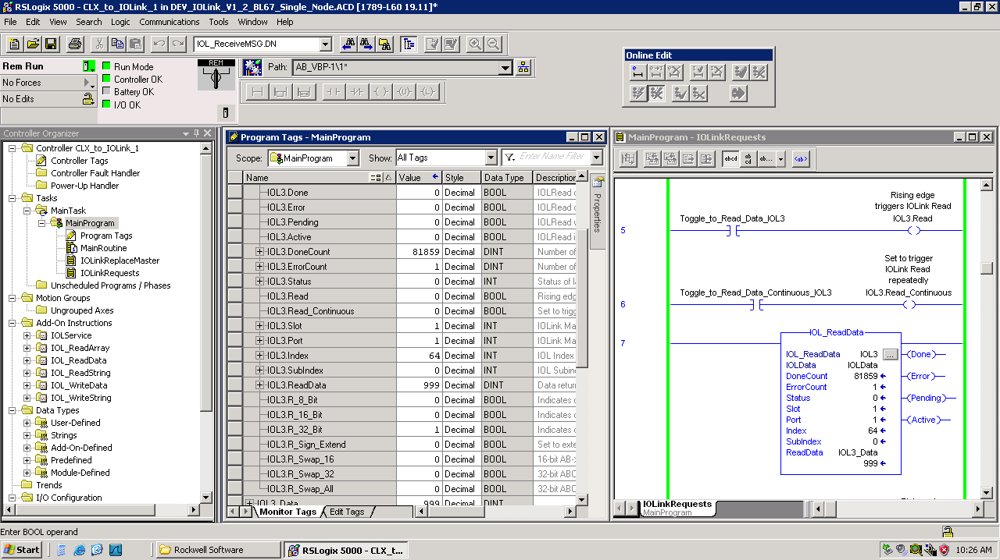 RSLogix 5000 - CLX_to_IOLink_1 in DEV_IOLink_V1_2_BL67_Single_Node.ACD [1789-L60 19.11]*
File Edit View Search Logic Communications Tools Window Help
IOL_ReceiveMSG.DN
Rem Run
No Forces
No Edits
Run Mode
Controller OK
Battery OK
I/O OK
REM
Path: AB_VBP-1\1*
Online Edit
Controller Organizer
Controller CLX_to_IOLink_1
Controller Tags
Controller Fault Handler
Power-Up Handler
Tasks
MainTask
MainProgram
Program Tags
MainRoutine
IOLinkReplaceMaster
IOLinkRequests
Unscheduled Programs / Phases
Motion Groups
Ungrouped Axes
Add-On Instructions
IOLService
IOL_ReadArray
IOL_ReadData
IOL_ReadString
IOL_WriteData
IOL_WriteString
Data Types
User-Defined
Strings
Add-On-Defined
Predefined
Module-Defined
Trends
I/O Configuration
Program Tags - MainProgram
Scope: MainProgram Show: All Tags Enter Name Filter
Name Value Style Data Type Description
IOL3.Done 0 Decimal BOOL IOLRead
IOL3.Error 0 Decimal BOOL IOLRead
IOL3.Pending 0 Decimal BOOL IOLRead
IOL3.Active 0 Decimal BOOL IOLRead i
IOL3.DoneCount 81859 Decimal DINT Number of
IOL3.ErrorCount 1 Decimal DINT Number of
IOL3.Status 0 Decimal INT Status of
IOL3.Read 0 Decimal BOOL Rising edg
IOL3.Read_Continuous 0 Decimal BOOL Set to trigg
IOL3.Slot 1 Decimal INT IOLink Ma
IOL3.Port 1 Decimal INT IOLink Ma
IOL3.Index 64 Decimal INT IOL Index
IOL3.SubIndex 0 Decimal INT IOL Subin
IOL3.ReadData 999 Decimal DINT Data return
IOL3.R_8_Bit 0 Decimal BOOL Indicates
IOL3.R_16_Bit 0 Decimal BOOL Indicates
IOL3.R_32_Bit 1 Decimal BOOL Indicates
IOL3.R_Sign_Extend 0 Decimal BOOL Set to exte
IOL3.R_Swap_16 0 Decimal BOOL 16-bit AB-
IOL3.R_Swap_32 0 Decimal BOOL 32-bit ABC
IOL3.R_Swap_All 0 Decimal BOOL 32-bit ABC
IOL3_Data 999 Decimal DINT
Monitor Tags Edit Tags
Properties
MainProgram - IOLinkRequests
abcd ab cd ab... <ab>
Rising edge
triggers IOLink Read
Toggle_to_Read_Data_IOL3 IOL3.Read
5
Set to trigger
IOLink Read
repeatedly
Toggle_to_Read_Data_Continuous_IOL3 IOL3.Read_Continuous
6
IOL_ReadData
7
IOL_ReadData IOL3 ... (Done)
IOLData IOLData
DoneCount 81859 (Error)
ErrorCount 1
Status 0 (Pending)
Slot 1
Port 1 (Active)
Index 64
SubIndex 0
ReadData IOL3_Data
999
IOLinkRequests
MainProgram
Enter BOOL operand
Start Rockwell Software RSLogix 5000 - CLX_t... 10:26 AM